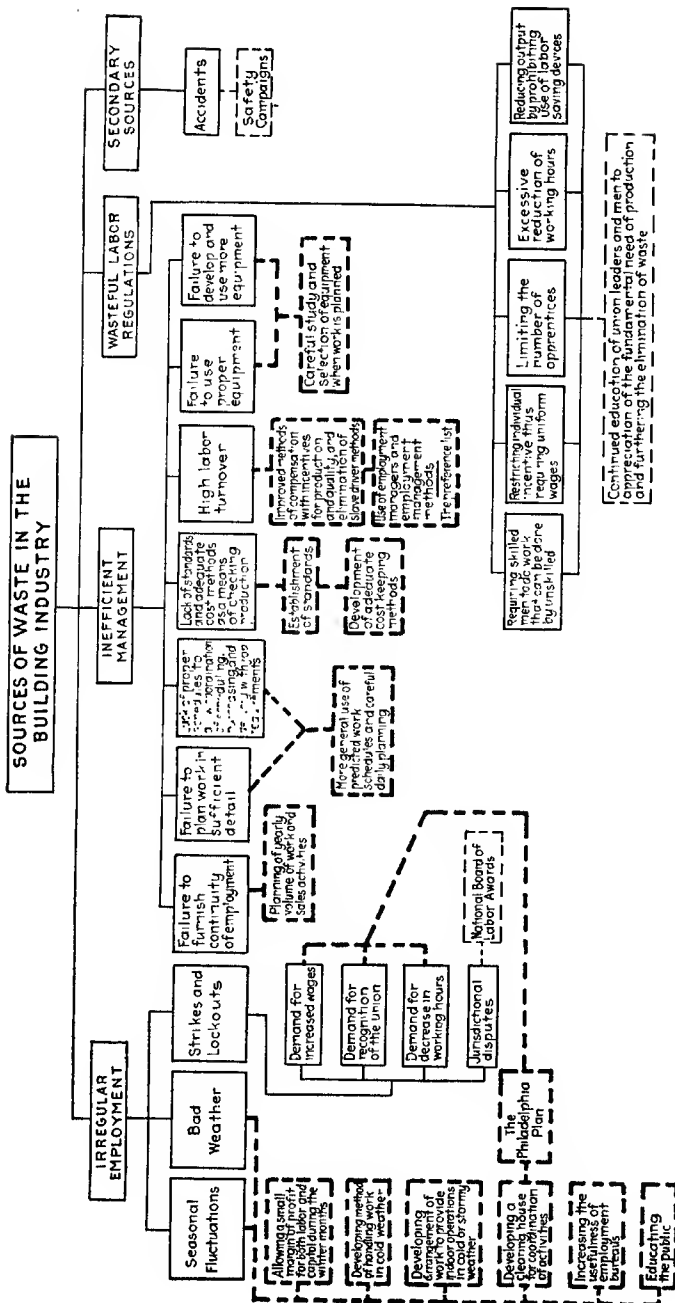 SOURCES OF WASTE IN THE
BUILDING INDUSTRY
IRREGULAR
EMPLOYMENT
INEFFICIENT
MANAGEMENT
WASTEFUL LABOR
REGULATIONS
SECONDARY
SOURCES
Seasonal
Fluctuations
Bad
Weather
Strikes and
Lockouts
Failure to
furnish
continuity
of employment
Failure to
plan work in
sufficient
detail
Lack of proper
schedules to
coordination
purchasing and
with
Lack of standards
and adequate
cost methods
as a means
of checking
production
High labor
turnover
Failure
to use
proper
equipment
Failure to
develop and
use more
equipment
Accidents
Safety
Campaigns
Allowing a small
margin for profit
for both labor and
capital during the
winter months
Developing method
of handling work
in cold weather
Developing
arrangement of
work to provide
indoor operations
in cold or stormy
weather
Developing a
clearing house
for coordination
of activities
Increasing the
usefulness of
employment
bureaus
Educating
the public
The
Philadelphia
Plan
Demand for
increased wages
Demand for
recognition
of the union
Demand for
decrease in
working hours
Jurisdictional
disputes
National Board of
Labor Awards
Planning of yearly
volume of work and
sales activities
More general use of
predicted work
schedules and careful
daily planning
Establishment
of standards
Development
of adequate
cost keeping
methods
Improved methods
of compensation
with incentives
for production
and quality, and
elimination of
slave driver methods
Use of employment
managers and
employment
management
methods
The preference list
Careful study and
selection of equipment
when work is planned
Requiring skilled
men to do work
that can be done
by unskilled
Restricting individual
incentive thus
requiring uniform
wages
Limiting the
number of
apprentices
Excessive
reduction of
working hours
Reducing output
by prohibiting
use of labor
saving devices
Continued education of union leaders and men to
appreciation of the fundamental need of production
and furthering the elimination of waste